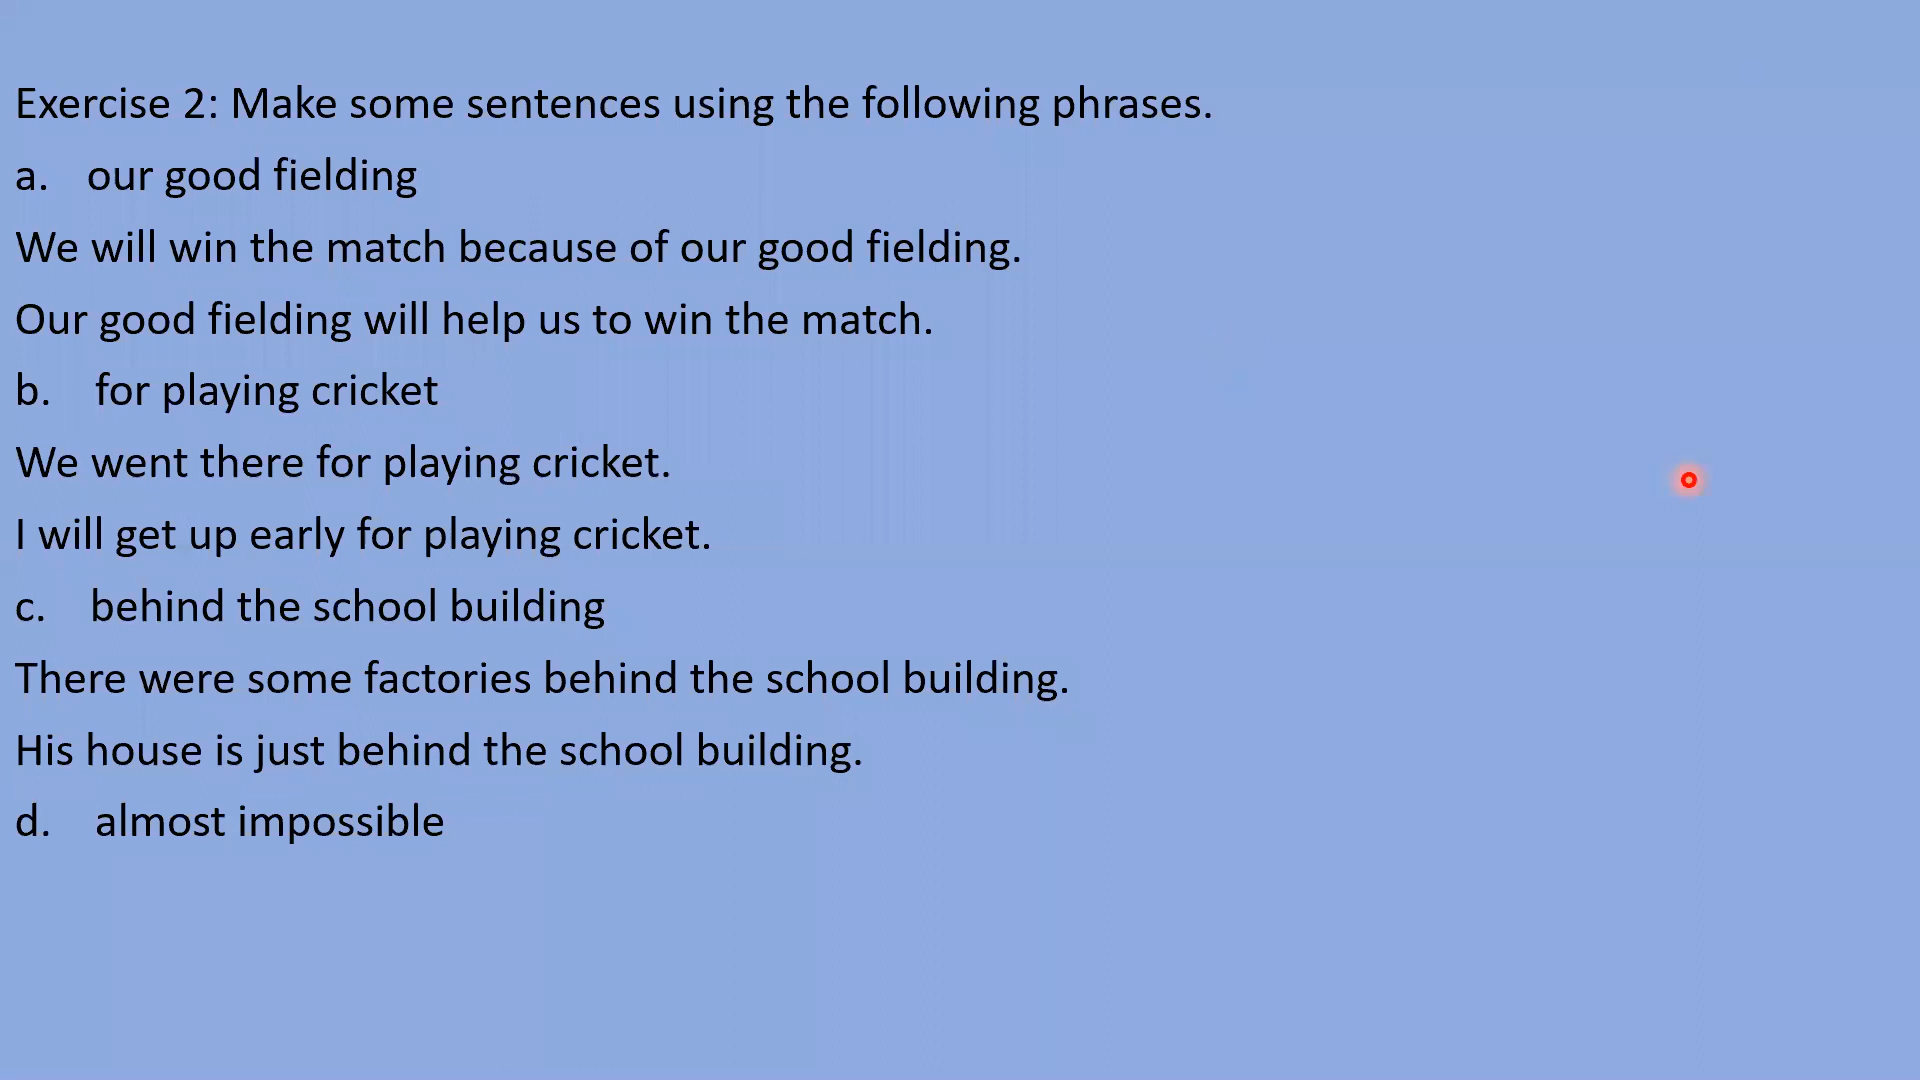 Exercise 2: Make some sentences using the following phrases.
a. our good fielding
We will win the match because of our good fielding.
Our good fielding will help us to win the match.
b. for playing cricket
We went there for playing cricket.
I will get up early for playing cricket.
c. behind the school building
There were some factories behind the school building.
His house is just behind the school building.
d. almost impossible